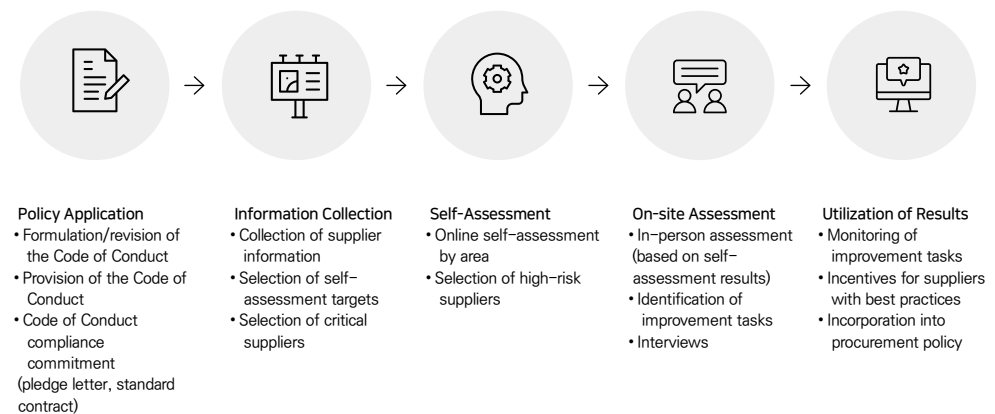 Policy Application
• Formulation/revision of
the Code of Conduct
• Provision of the Code of
Conduct
• Code of Conduct
compliance
commitment
(pledge letter, standard
contract)
Information Collection
• Collection of supplier
information
• Selection of self-
assessment targets
• Selection of critical
suppliers
Self-Assessment
• Online self-assessment
by area
• Selection of high-risk
suppliers
On-site Assessment
• In-person assessment
(based on self-
assessment results)
• Identification of
improvement tasks
• Interviews
Utilization of Results
• Monitoring of
improvement tasks
• Incentives for suppliers
with best practices
• Incorporation into
procurement policy